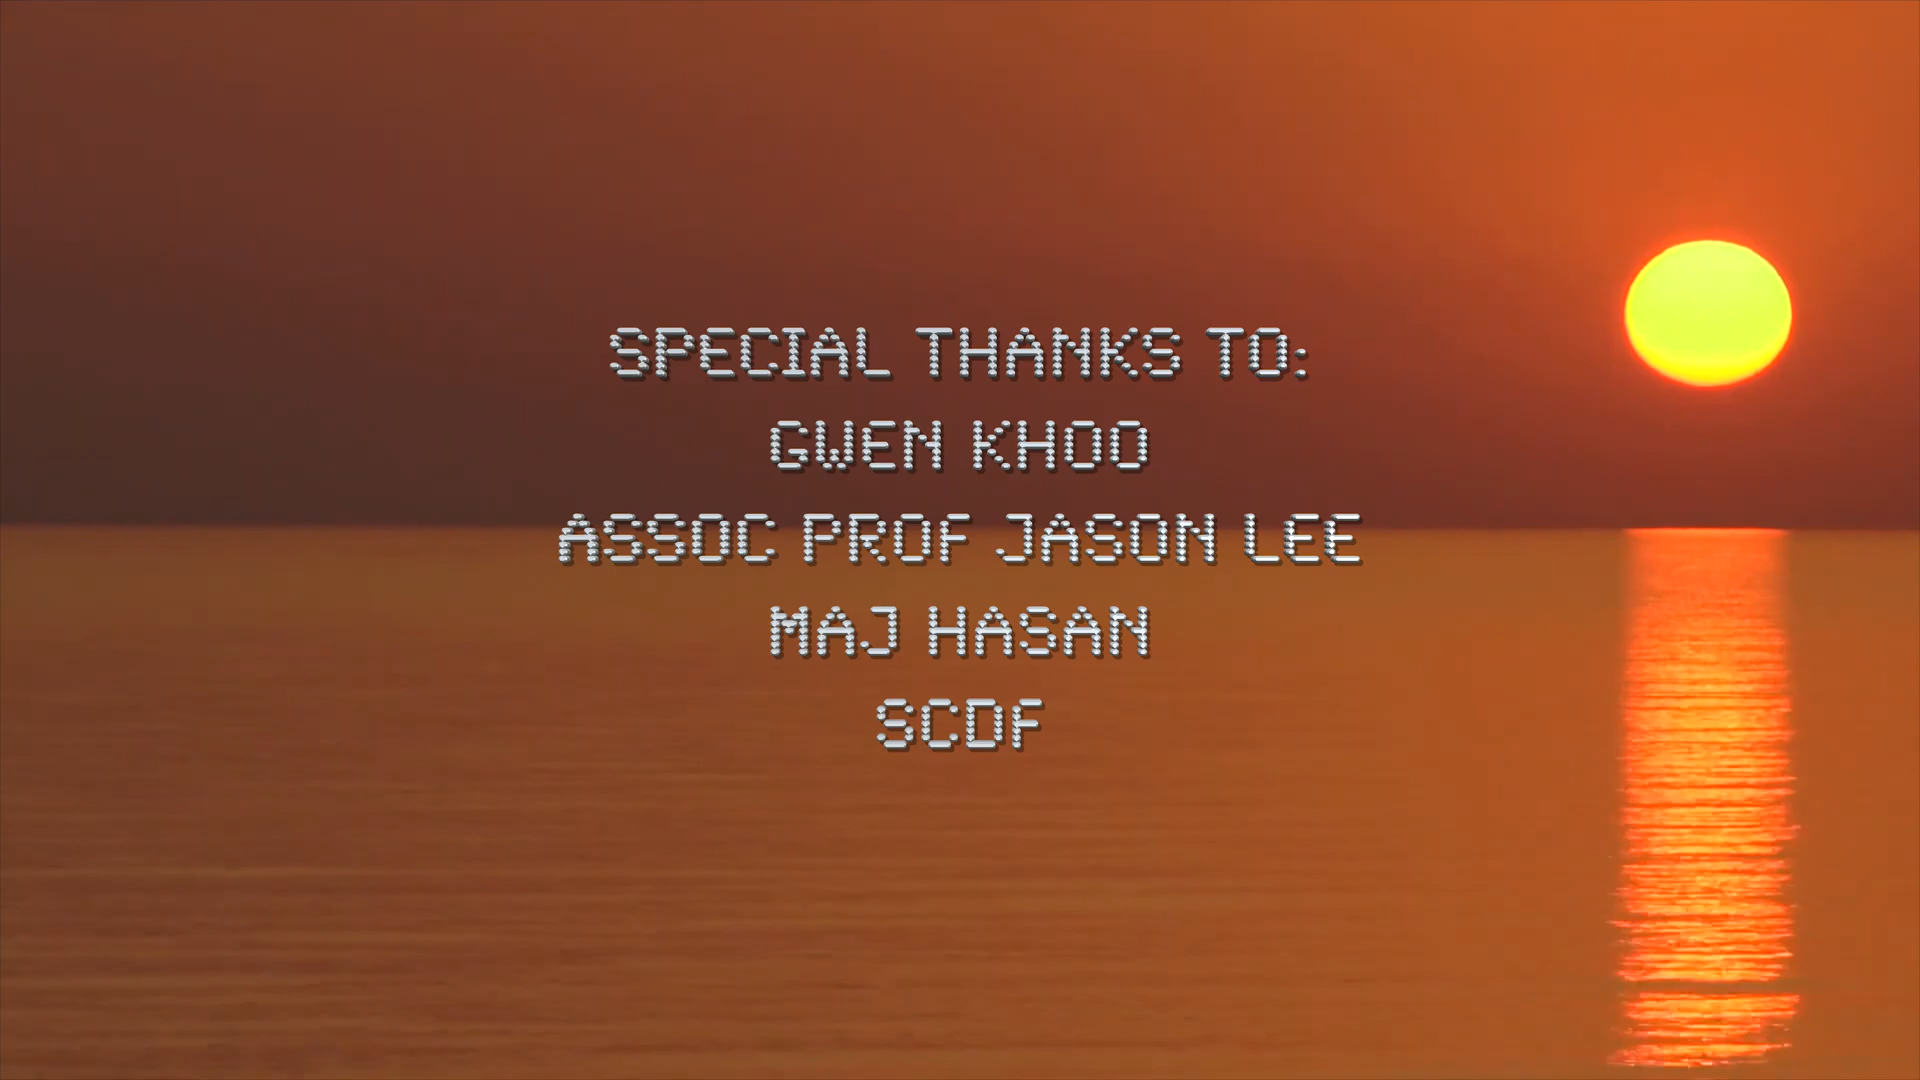 SPECIAL THANKS TO:
GWEN KHOO
ASSOC PROF JASON LEE
MAJ HASAN
SCDF